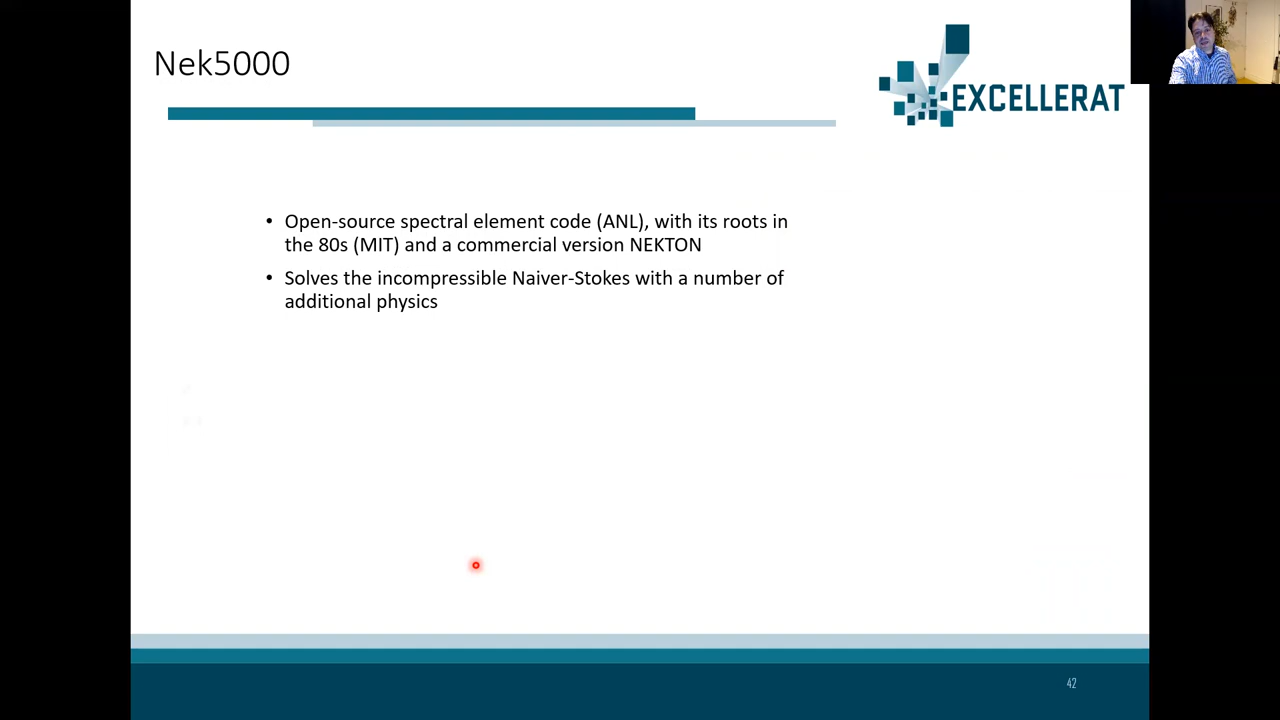 Nek5000
EXCELLERAT
• Open-source spectral element code (ANL), with its roots in
the 80s (MIT) and a commercial version NEKTON
• Solves the incompressible Naiver-Stokes with a number of
additional physics
42